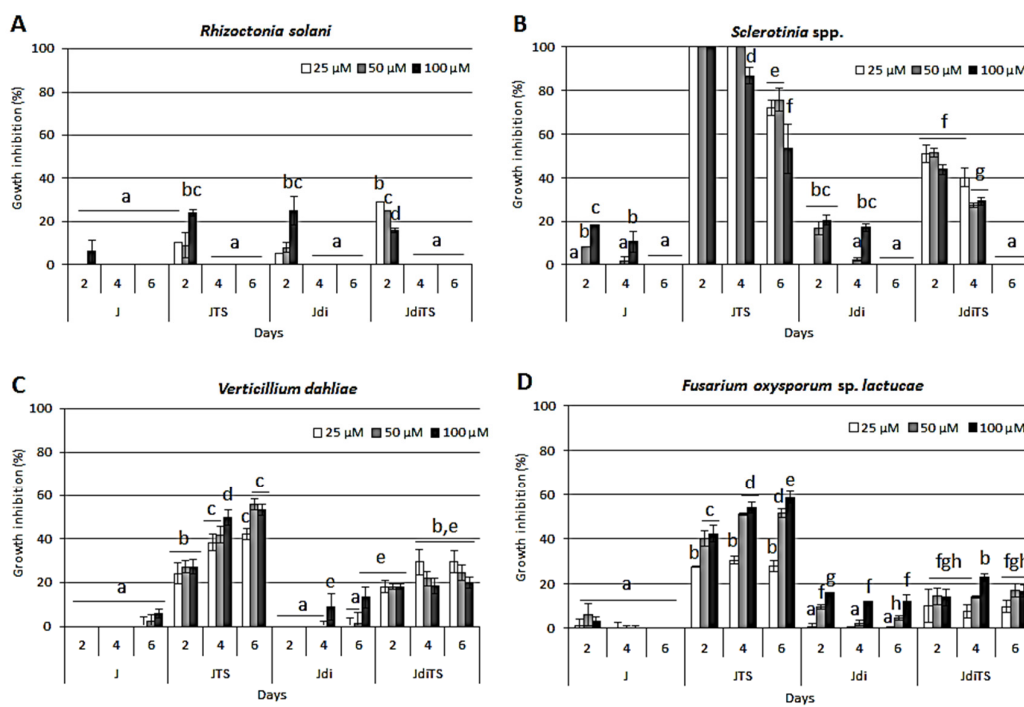 A
Rhizoctonia solani
Gowth inhibition (%)
100
80
60
40
20
0
25 µM 50 µM 100 µM
a
bc
a
bc
a
b
c
d
a
2 4 6 2 4 6 2 4 6 2 4 6
J JTS Jdi JdiTS
Days
B
Sclerotinia spp.
Growth inhibition (%)
100
80
60
40
20
0
25 µM 50 µM 100 µM
a
b
c
a
b
a
d
e
f
bc
a
bc
a
f
g
a
2 4 6 2 4 6 2 4 6 2 4 6
J JTS Jdi JdiTS
Days
C
Verticillium dahliae
Growth inhibition (%)
100
80
60
40
20
0
25 µM 50 µM 100 µM
a
b
c
d
c
c
a
e
a
e
e
b,e
2 4 6 2 4 6 2 4 6 2 4 6
J JTS Jdi JdiTS
Days
D
Fusarium oxysporum sp. lactucae
Growth inhibition (%)
100
80
60
40
20
0
25 µM 50 µM 100 µM
a
b
c
b
d
b
d
e
a
f
g
a
f
a
h
f
fgh
b
fgh
2 4 6 2 4 6 2 4 6 2 4 6
J JTS Jdi JdiTS
Days